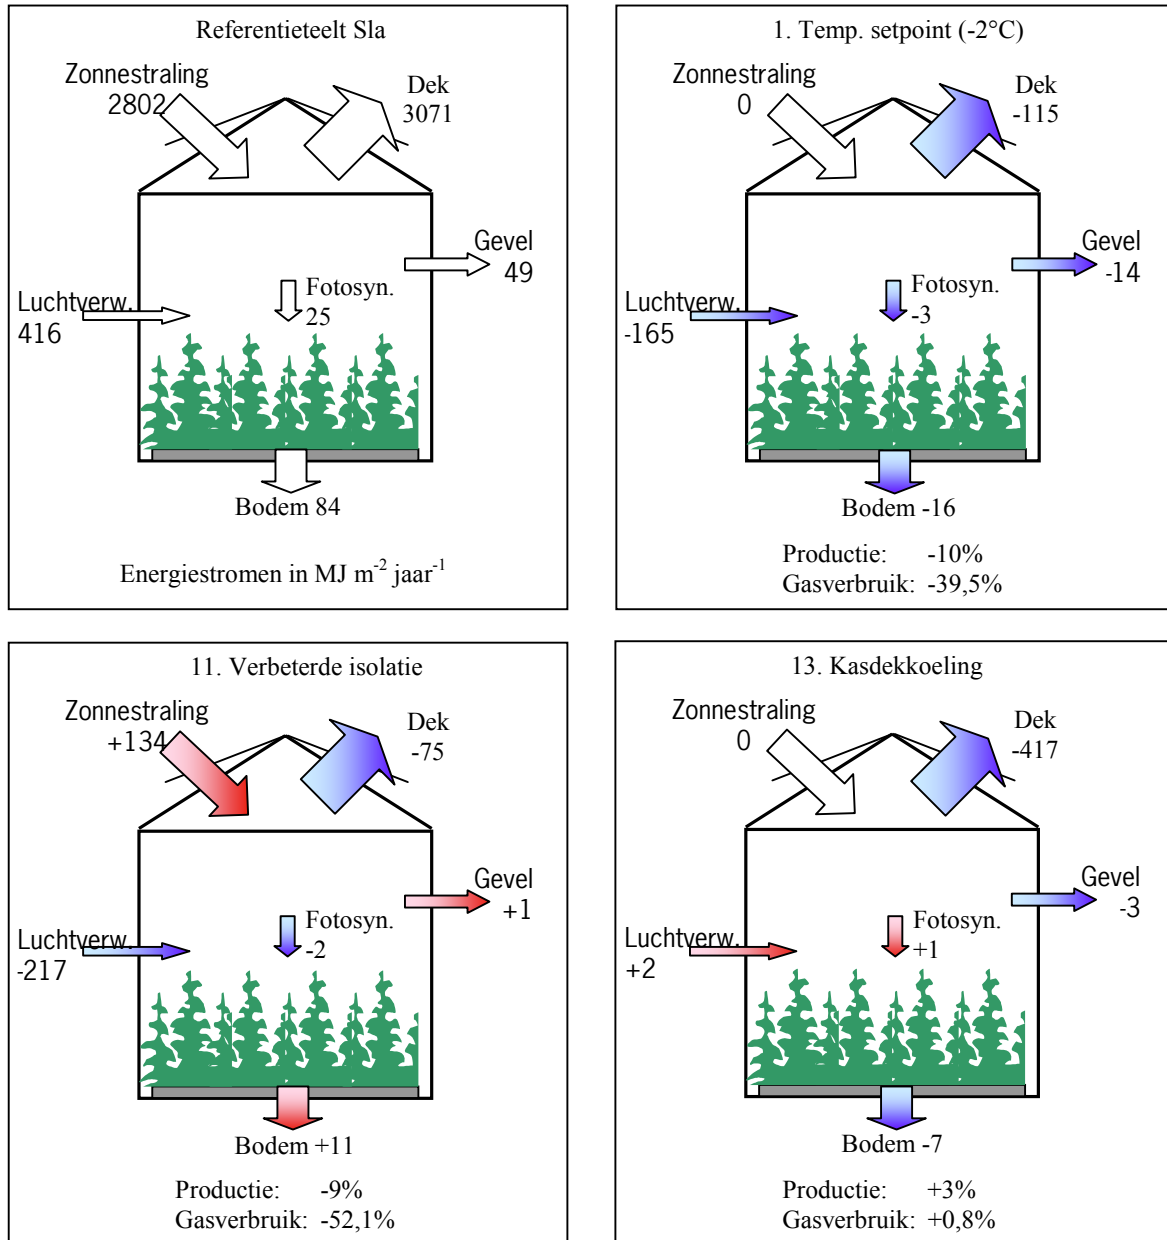 Referentieteelt Sla
Zonnestraling
2802
Dek
3071
Gevel
49
Luchtverw.
416
Fotosyn.
25
Bodem 84
Energiestromen in MJ m⁻² jaar⁻¹
1. Temp. setpoint (-2°C)
Zonnestraling
0
Dek
-115
Gevel
-14
Luchtverw.
-165
Fotosyn.
-3
Bodem -16
Productie: -10%
Gasverbruik: -39,5%
11. Verbeterde isolatie
Zonnestraling
+134
Dek
-75
Gevel
+1
Luchtverw.
-217
Fotosyn.
-2
Bodem +11
Productie: -9%
Gasverbruik: -52,1%
13. Kasdekkoeling
Zonnestraling
0
Dek
-417
Gevel
-3
Luchtverw.
+2
Fotosyn.
+1
Bodem -7
Productie: +3%
Gasverbruik: +0,8%